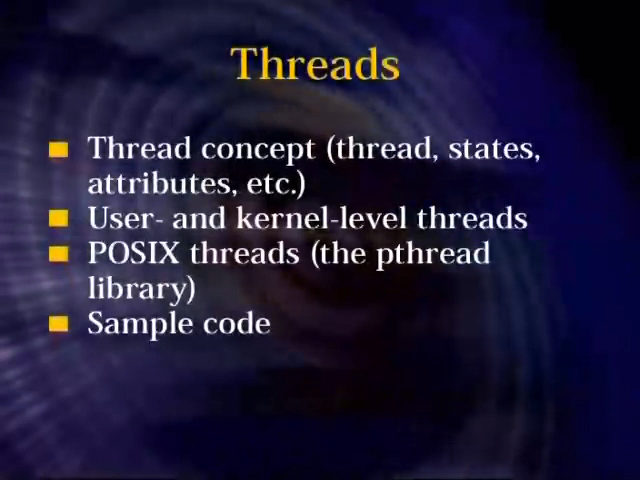 Threads
Thread concept (thread, states,
attributes, etc.)
User- and kernel-level threads
POSIX threads (the pthread
library)
Sample code